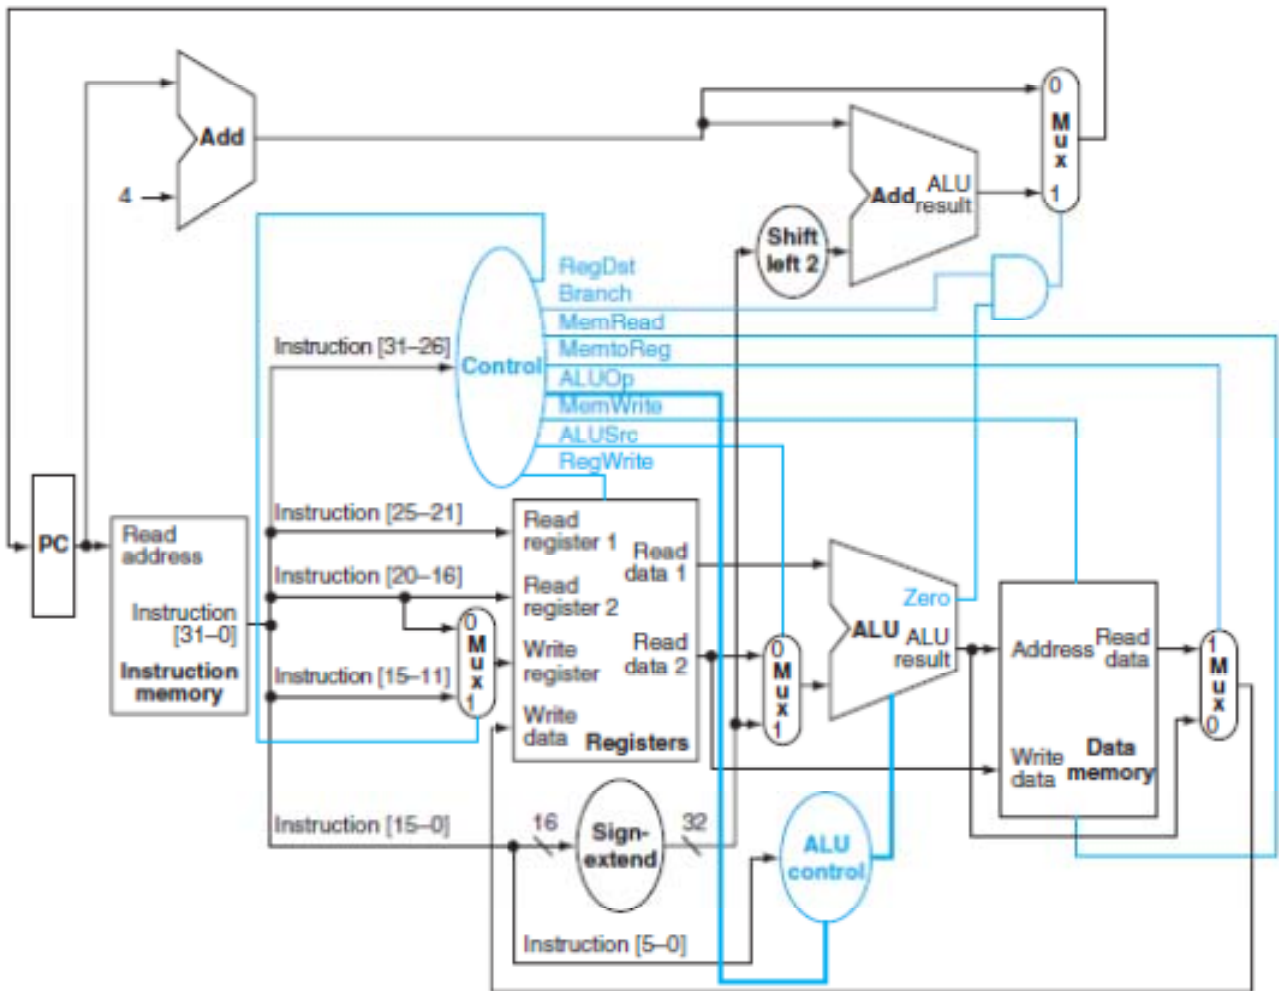 0
M
u
x
1
Add
4
Add
ALU
result
Shift
left 2
RegDst
Branch
MemRead
MemtoReg
ALUOp
MemWrite
ALUSrc
RegWrite
Control
Instruction [31–26]
Instruction [25–21]
Instruction [20–16]
Instruction [15–11]
Instruction [15–0]
Instruction [5–0]
PC
Read
address
Instruction
[31–0]
Instruction
memory
0
M
u
x
1
Read
register 1
Read
register 2
Write
register
Write
data
Read
data 1
Read
data 2
Registers
0
M
u
x
1
Zero
ALU
ALU
result
Address
Read
data
Write
data
Data
memory
1
M
u
x
0
16
Sign-
extend
32
ALU
control